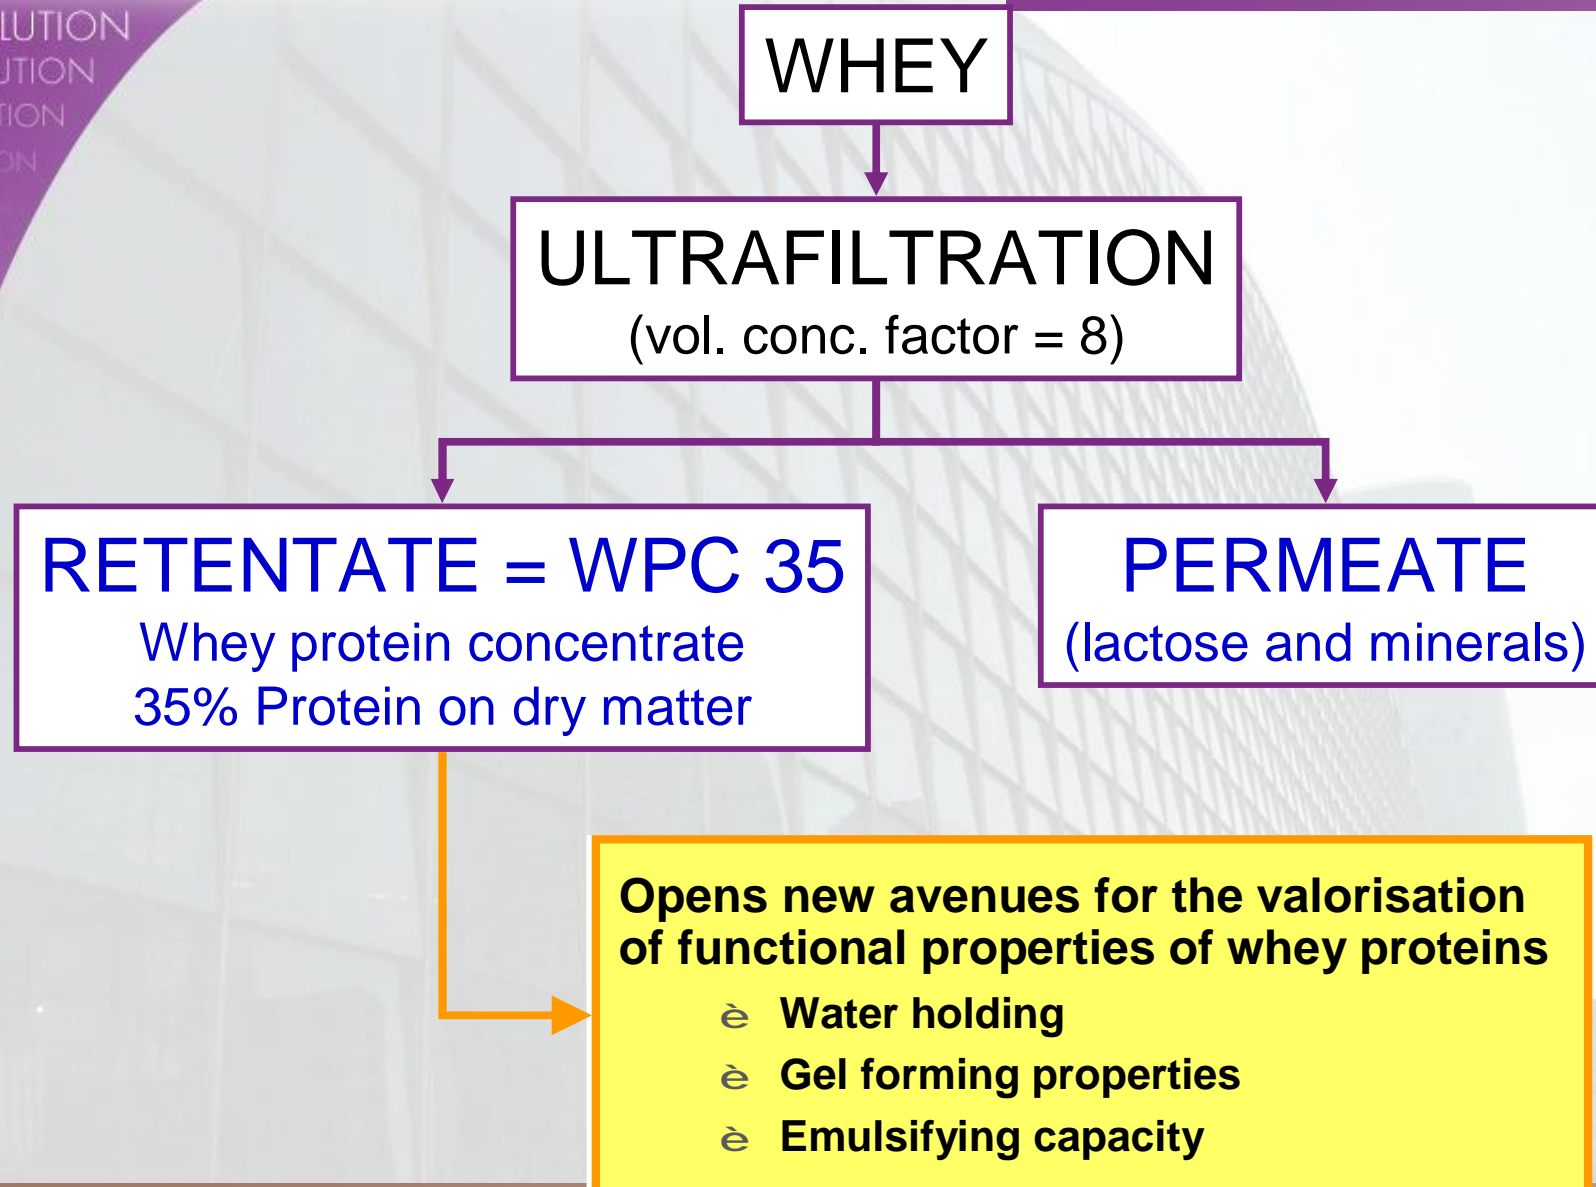 LUTION
UTION
TION
ON
WHEY
ULTRAFILTRATION
(vol. conc. factor = 8)
RETENTATE = WPC 35
Whey protein concentrate
35% Protein on dry matter
PERMEATE
(lactose and minerals)
Opens new avenues for the valorisation
of functional properties of whey proteins
è Water holding
è Gel forming properties
è Emulsifying capacity